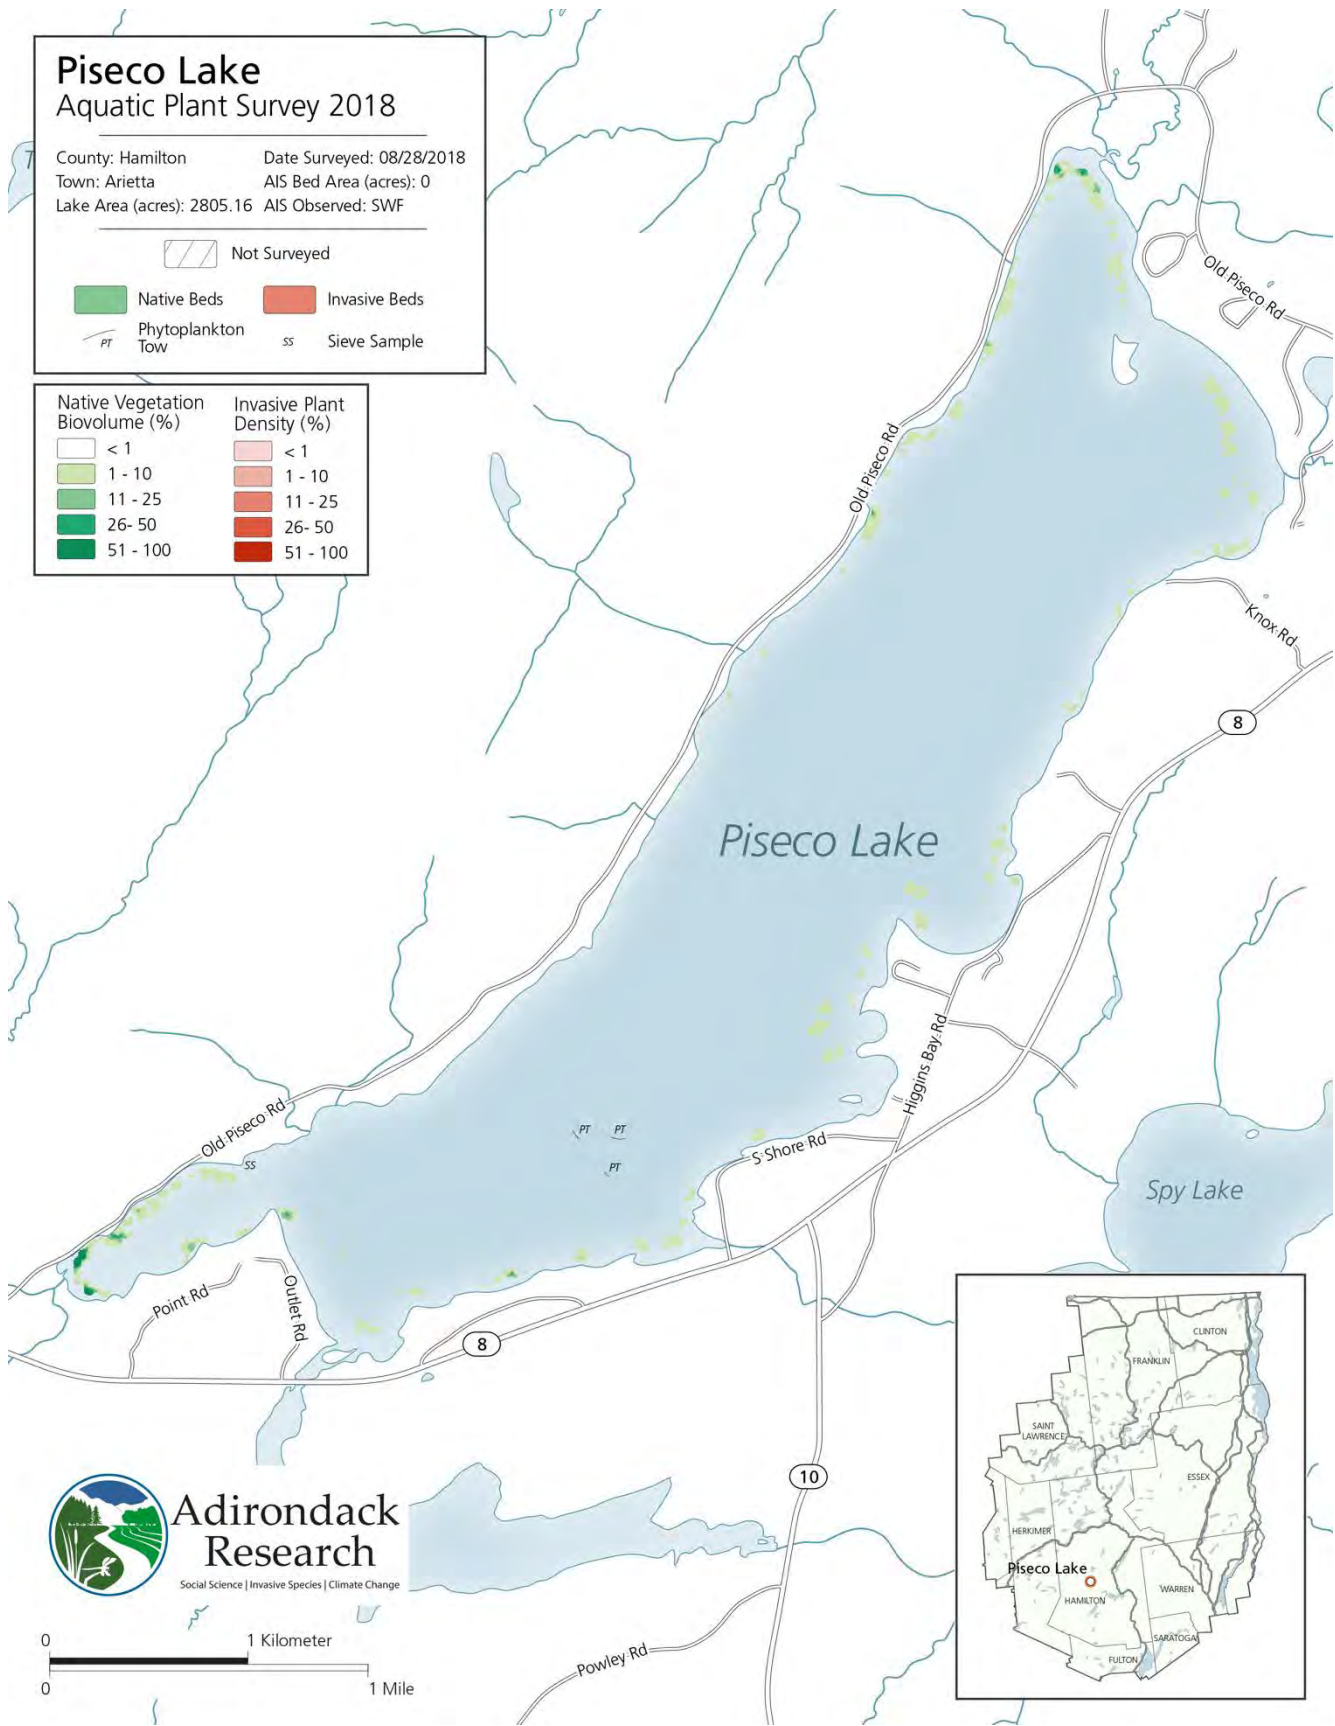 Piseco Lake
Aquatic Plant Survey 2018
County: Hamilton
Date Surveyed: 08/28/2018
Town: Arietta
AIS Bed Area (acres): 0
Lake Area (acres): 2805.16
AIS Observed: SWF
Not Surveyed
Native Beds
Invasive Beds
PT
Phytoplankton
Tow
SS
Sieve Sample
Native Vegetation
Biovolume (%)
< 1
1 - 10
11 - 25
26- 50
51 - 100
Invasive Plant
Density (%)
< 1
1 - 10
11 - 25
26- 50
51 - 100
T
Old Piseco Rd
Old Piseco Rd
Knox Rd
8
Piseco Lake
Higgins Bay Rd
Old Piseco Rd
SS
PT
PT
PT
S Shore Rd
Spy Lake
Point Rd
Outlet Rd
8
10
Powley Rd
CLINTON
FRANKLIN
SAINT
LAWRENCE
ESSEX
HERKIMER
Piseco Lake
HAMILTON
WARREN
SARATOGA
FULTON
Adirondack
Research
Social Science | Invasive Species | Climate Change
0
1 Kilometer
0
1 Mile